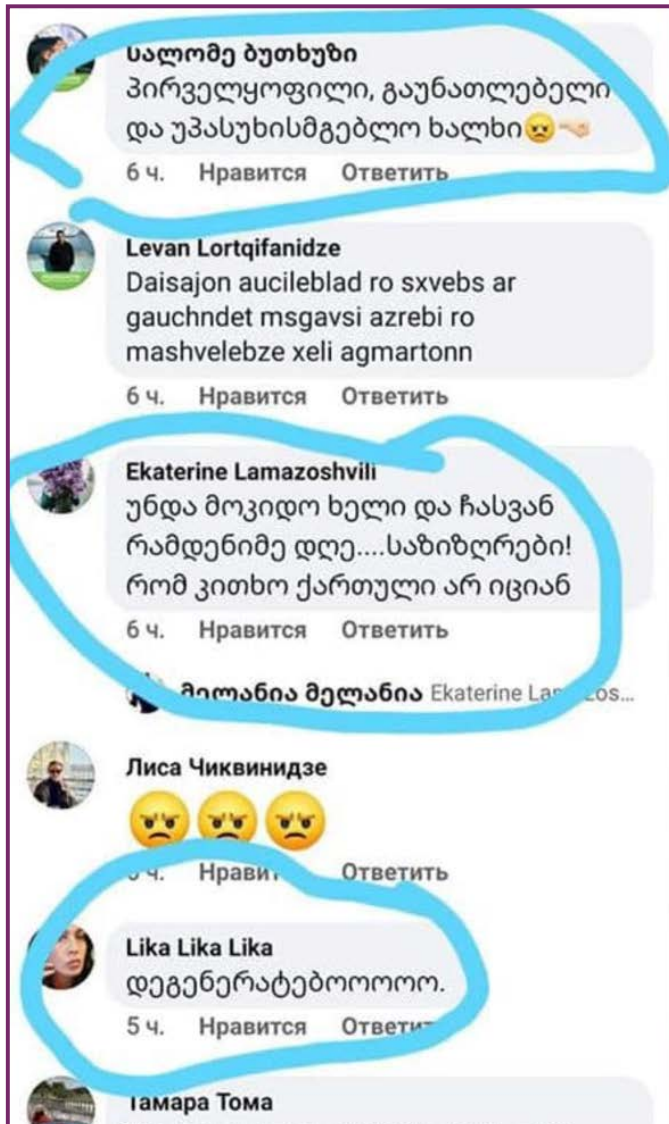 სალომე ბუთხუზი
პირველყოფილი, გაუნათლებელი
და უპასუხისმგებლო ხალხი😡🤜🏻
6 ч. Нравится Ответить
Levan Lortqifanidze
Daisajon aucileblad ro sxvebs ar
gauchndet msgavsi azrebi ro
mashvelebze xeli agmartonn
6 ч. Нравится Ответить
Ekaterine Lamazoshvili
უნდა მოკიდო ხელი და ჩასვან
რამდენიმე დღე....საზიზღრები!
რომ კითხო ქართული არ იციან
6 ч. Нравится Ответить
მელანია მელანია Ekaterine
Лиса Чиквинидзе
😡😡😡
ч. Ответить
Lika Lika Lika
დეგენერატებოოოოო.
5 ч. Нравится
Тамара Тома